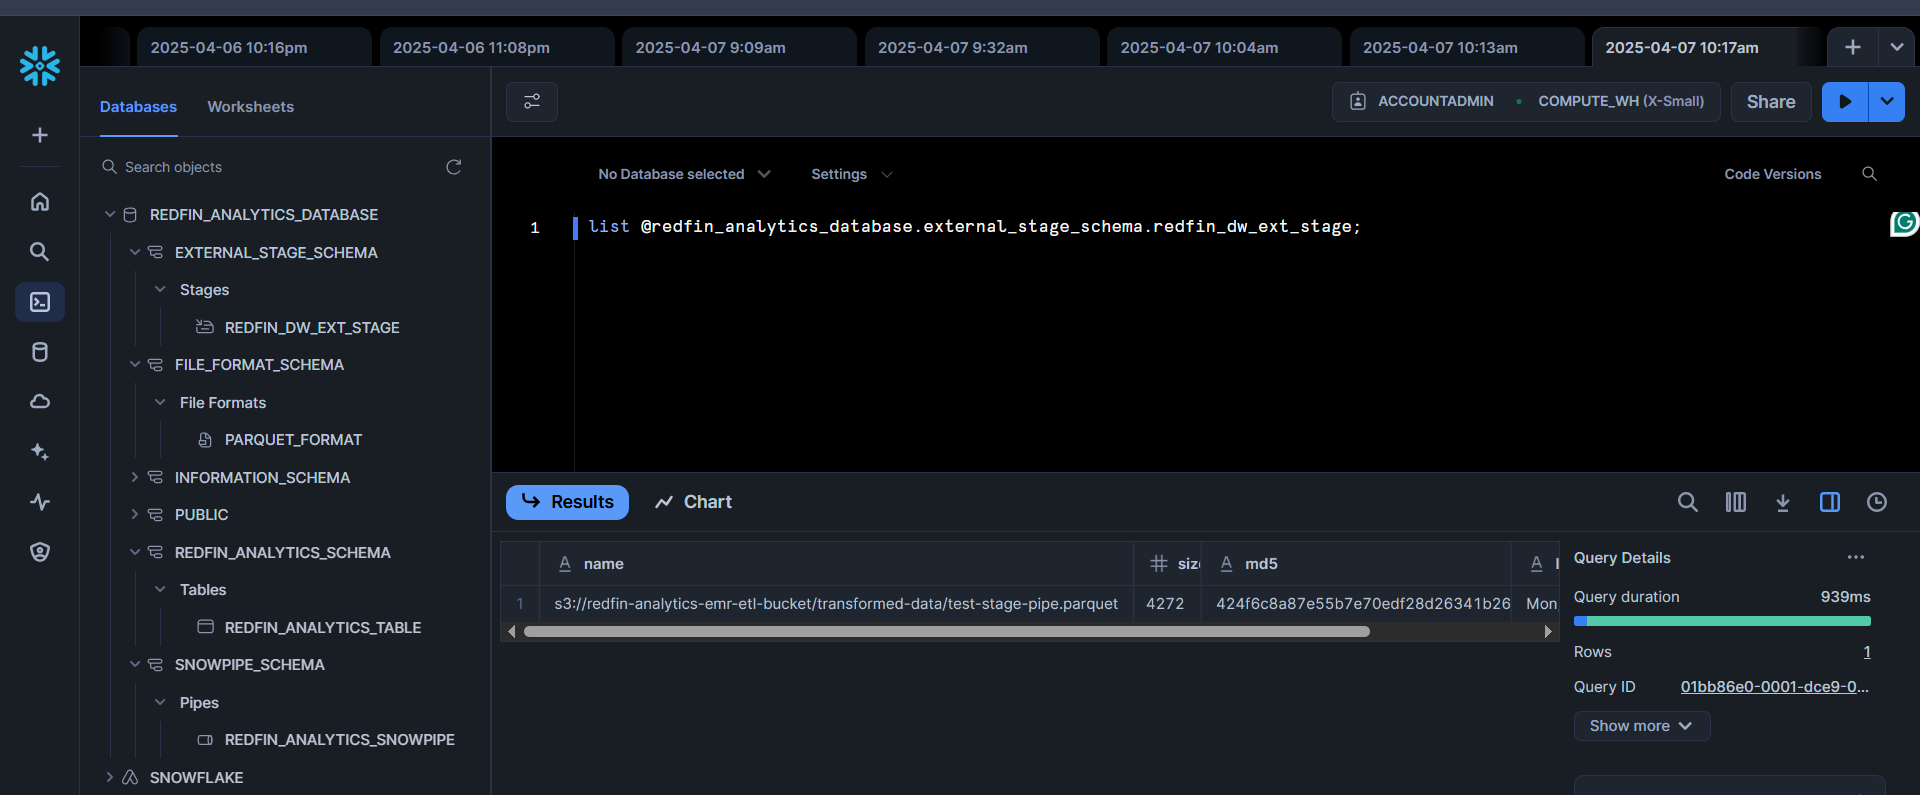 2025-04-06 10:16pm
2025-04-06 11:08pm
2025-04-07 9:09am
2025-04-07 9:32am
2025-04-07 10:04am
2025-04-07 10:13am
2025-04-07 10:17am
Databases
Worksheets
ACCOUNTADMIN
COMPUTE_WH (X-Small)
Share
Search objects
REDFIN_ANALYTICS_DATABASE
EXTERNAL_STAGE_SCHEMA
Stages
REDFIN_DW_EXT_STAGE
FILE_FORMAT_SCHEMA
File Formats
PARQUET_FORMAT
INFORMATION_SCHEMA
PUBLIC
REDFIN_ANALYTICS_SCHEMA
Tables
REDFIN_ANALYTICS_TABLE
SNOWPIPE_SCHEMA
Pipes
REDFIN_ANALYTICS_SNOWPIPE
SNOWFLAKE
No Database selected
Settings
Code Versions
1 list @redfin_analytics_database.external_stage_schema.redfin_dw_ext_stage;
Results
Chart
A name
# siz
A md5
A
1 s3://redfin-analytics-emr-etl-bucket/transformed-data/test-stage-pipe.parquet 4272 424f6c8a87e55b7e70edf28d26341b26 Mon,
Query Details
...
Query duration 939ms
Rows 1
Query ID 01bb86e0-0001-dce9-0...
Show more